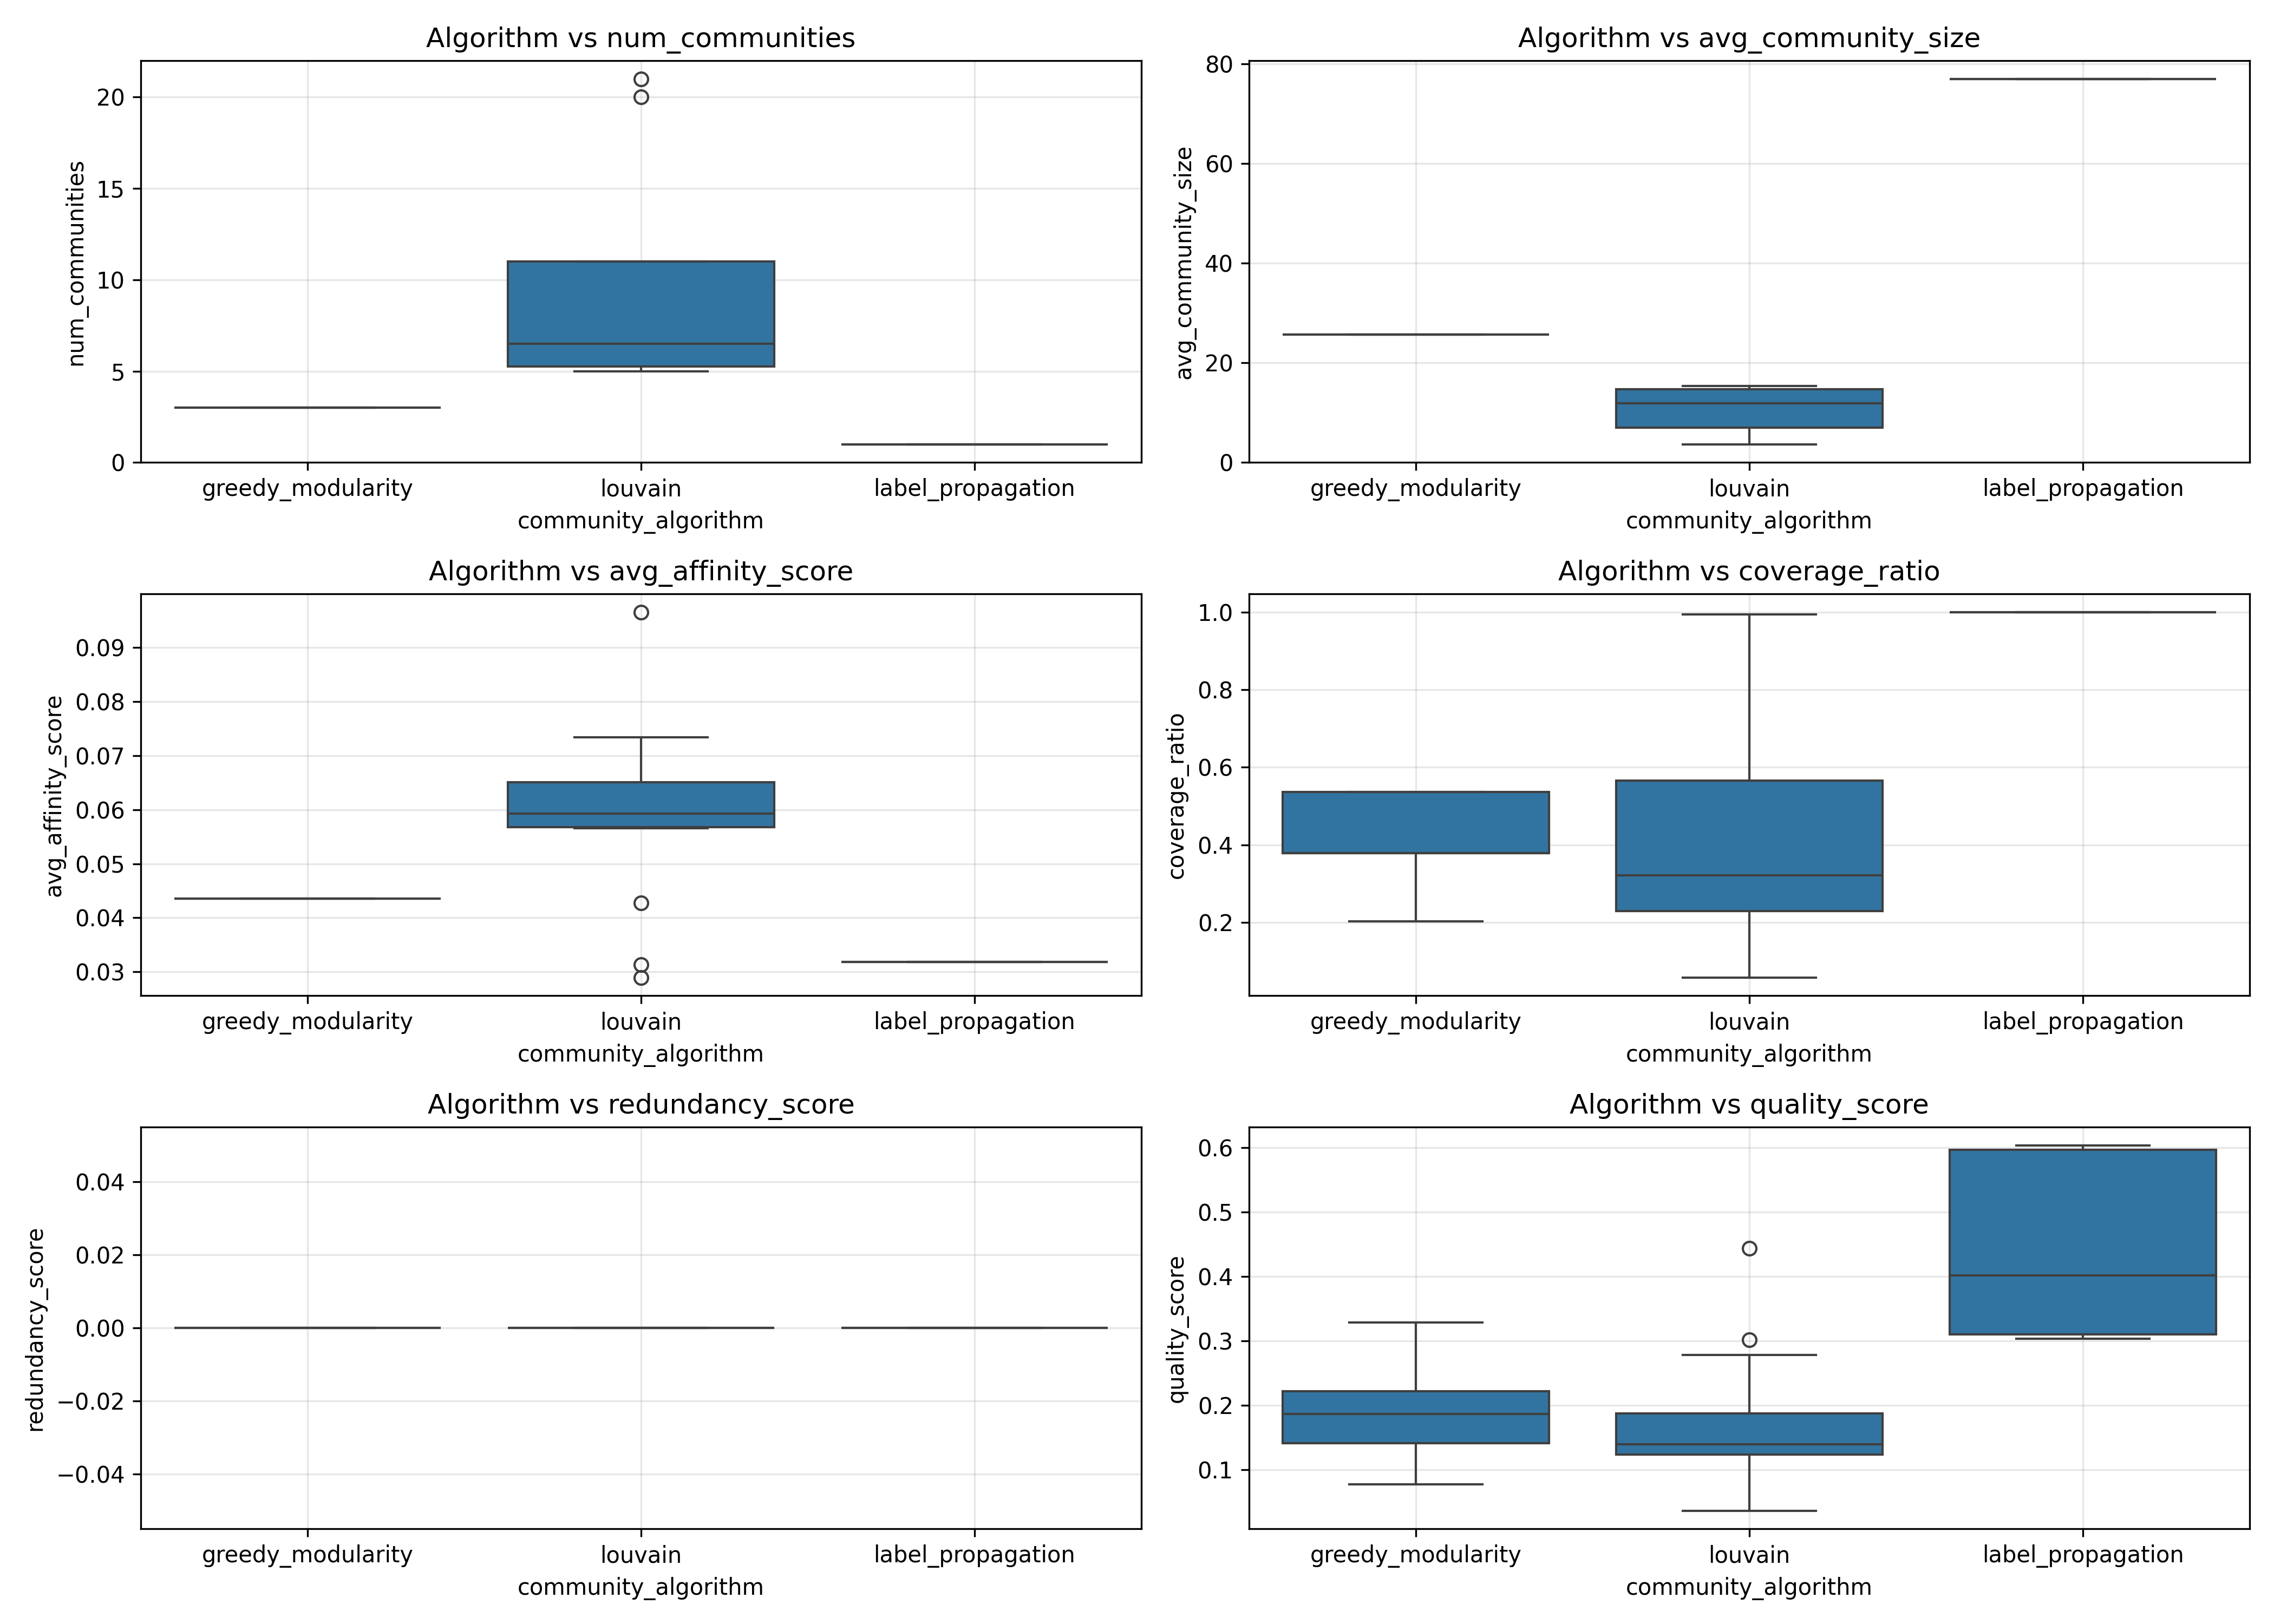 Algorithm vs num_communities
num_communities
20
15
10
5
0
greedy_modularity
louvain
label_propagation
community_algorithm
Algorithm vs avg_community_size
avg_community_size
80
60
40
20
0
greedy_modularity
louvain
label_propagation
community_algorithm
Algorithm vs avg_affinity_score
avg_affinity_score
0.09
0.08
0.07
0.06
0.05
0.04
0.03
greedy_modularity
louvain
label_propagation
community_algorithm
Algorithm vs coverage_ratio
coverage_ratio
1.0
0.8
0.6
0.4
0.2
greedy_modularity
louvain
label_propagation
community_algorithm
Algorithm vs redundancy_score
redundancy_score
0.04
0.02
0.00
−0.02
−0.04
greedy_modularity
louvain
label_propagation
community_algorithm
Algorithm vs quality_score
quality_score
0.6
0.5
0.4
0.3
0.2
0.1
greedy_modularity
louvain
label_propagation
community_algorithm